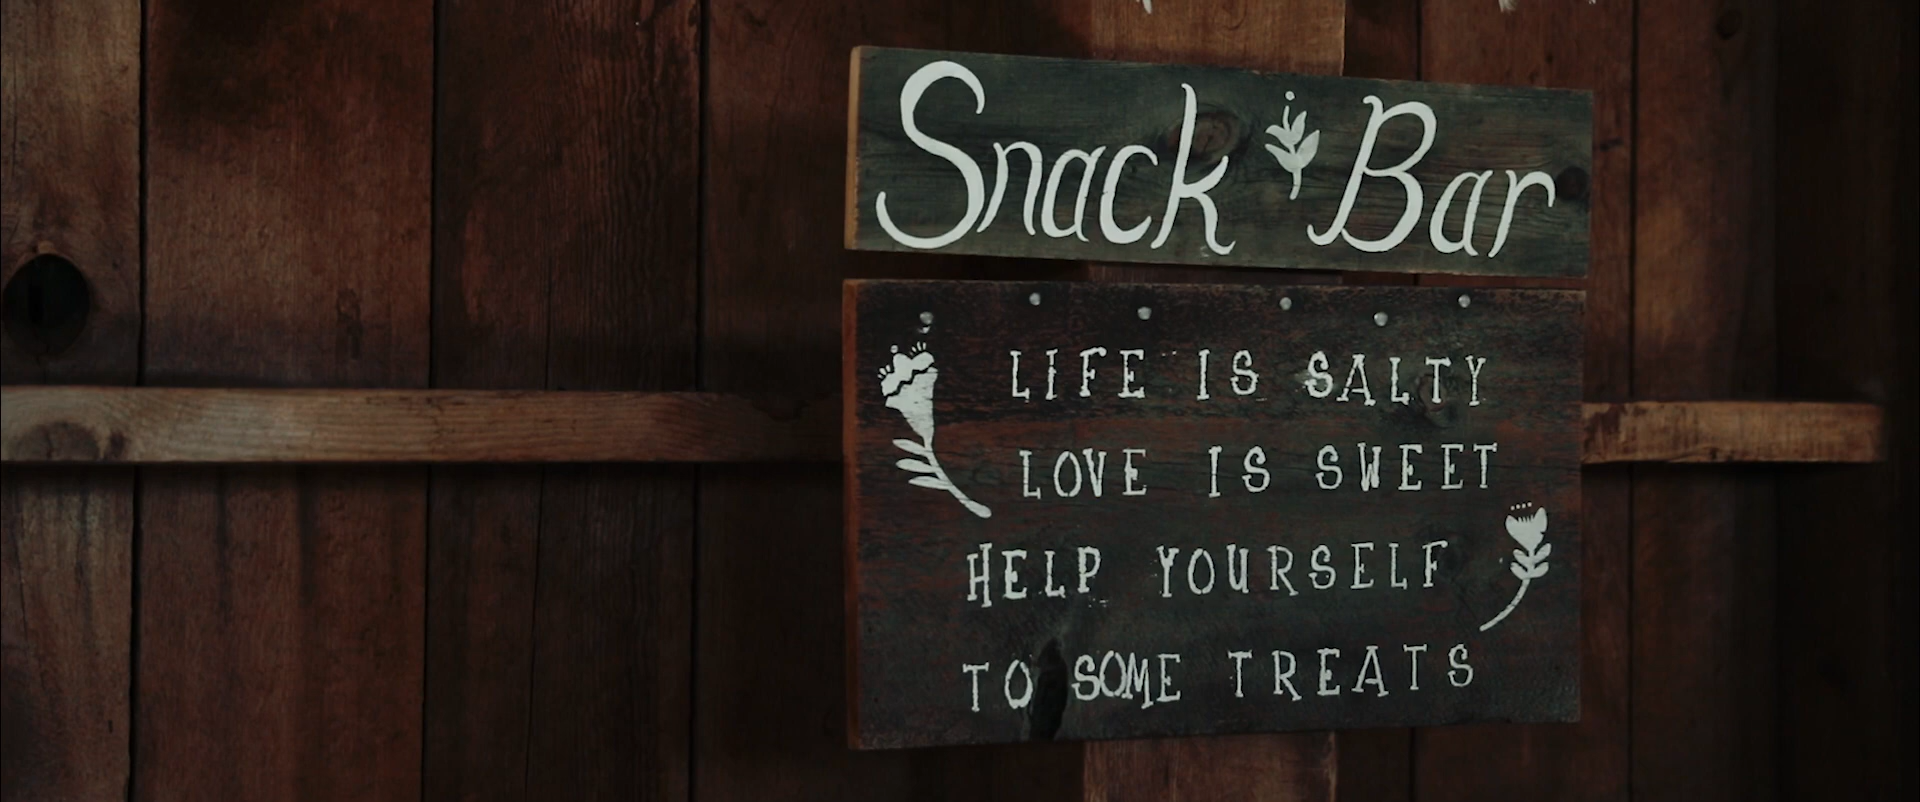 Snack Bar
LIFE IS SALTY
LOVE IS SWEET
HELP YOURSELF
TO SOME TREATS